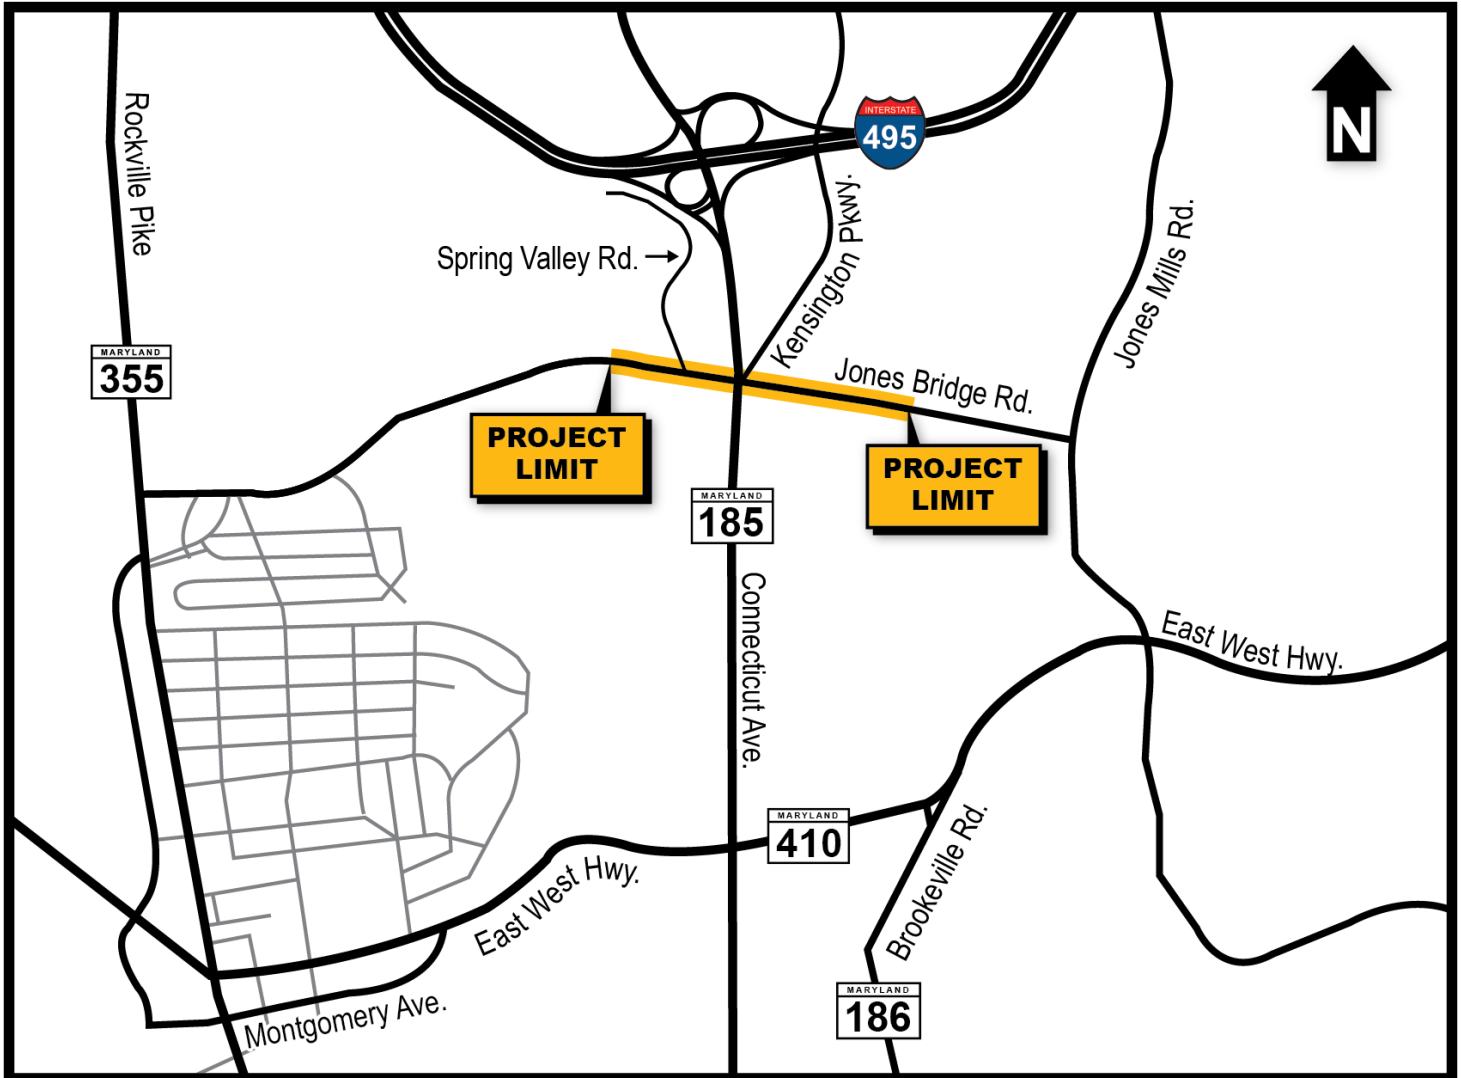 INTERSTATE
495
N
Rockville Pike
Kensington Pkwy.
Jones Mills Rd.
Spring Valley Rd.
MARYLAND
355
Jones Bridge Rd.
PROJECT
LIMIT
PROJECT
LIMIT
MARYLAND
185
Connecticut Ave.
East West Hwy.
MARYLAND
410
East West Hwy.
Brookeville Rd.
MARYLAND
186
Montgomery Ave.